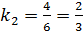 k₂ = 4/6 = 2/3